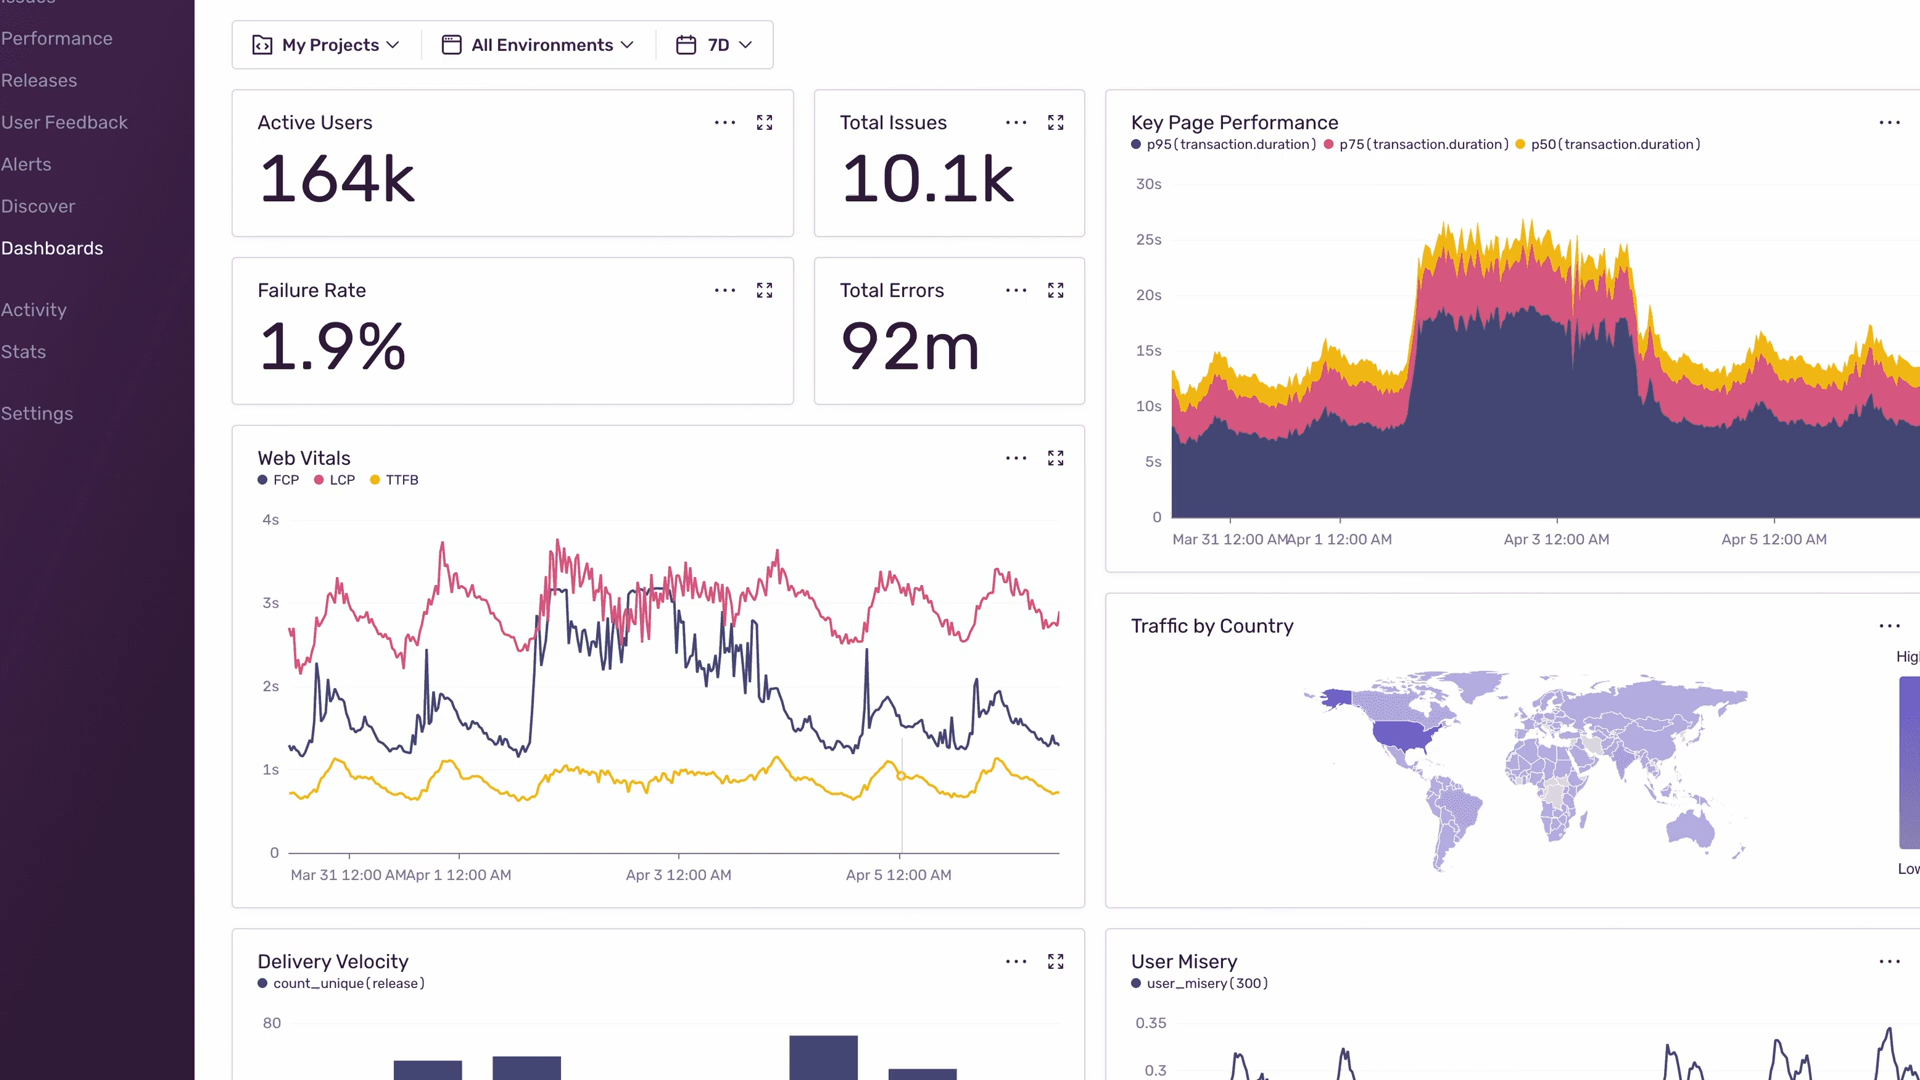 Performance
Releases
User Feedback
Alerts
Discover
Dashboards
Activity
Stats
Settings
My Projects
All Environments
7D
Active Users
164k
Total Issues
10.1k
Failure Rate
1.9%
Total Errors
92m
Web Vitals
FCP LCP TTFB
4s
3s
2s
1s
0
Mar 31 12:00 AM
Apr 1 12:00 AM
Apr 3 12:00 AM
Apr 5 12:00 AM
Key Page Performance
p95(transaction.duration) p75(transaction.duration) p50(transaction.duration)
30s
25s
20s
15s
10s
5s
0
Mar 31 12:00 AM
Apr 1 12:00 AM
Apr 3 12:00 AM
Apr 5 12:00 AM
Traffic by Country
Delivery Velocity
count_unique(release)
80
User Misery
user_misery(300)
0.35
0.3